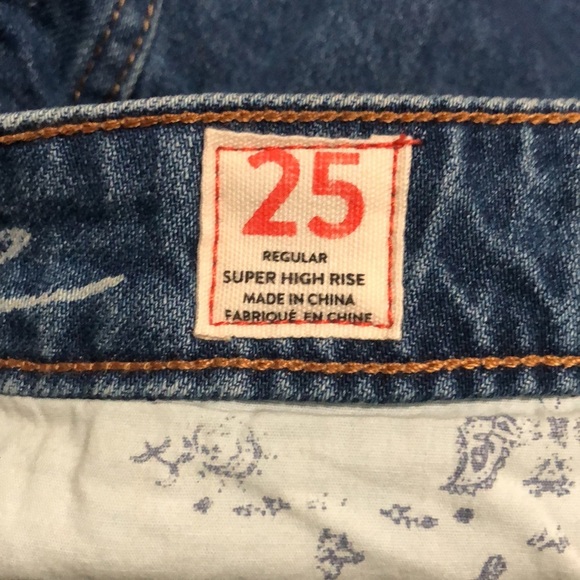 25
REGULAR
SUPER HIGH RISE
MADE IN CHINA
FABRIQUÉ EN CHINE